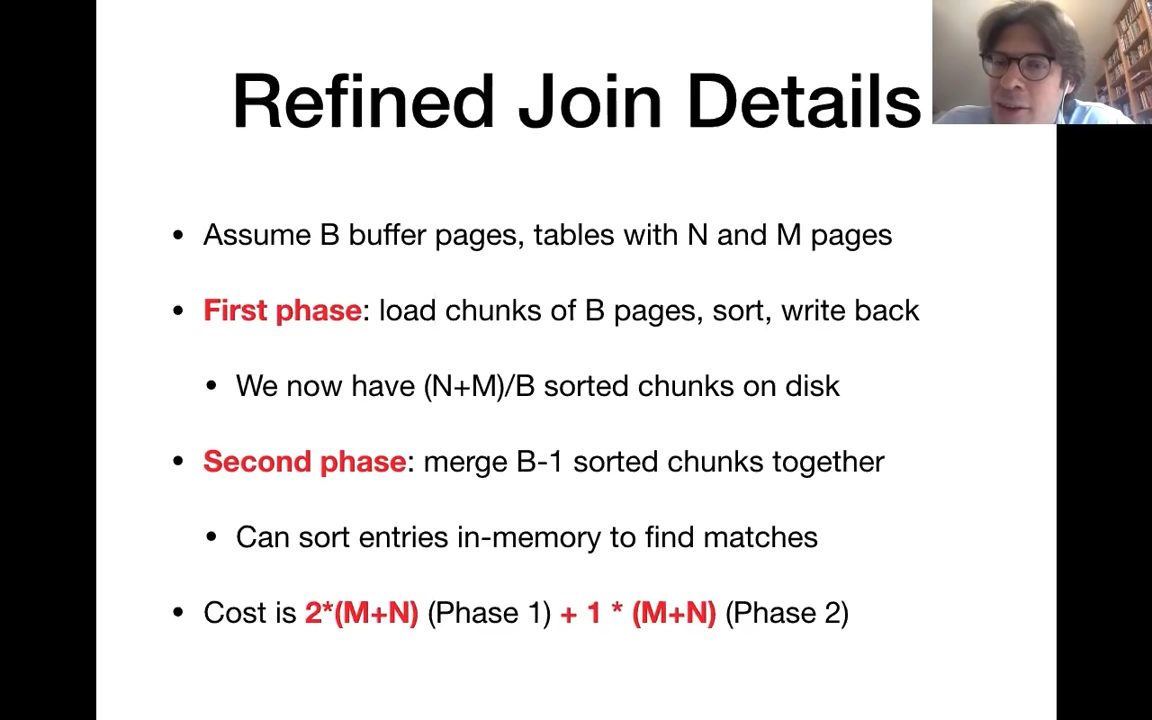 Refined Join Details
• Assume B buffer pages, tables with N and M pages
• First phase: load chunks of B pages, sort, write back
• We now have (N+M)/B sorted chunks on disk
• Second phase: merge B-1 sorted chunks together
• Can sort entries in-memory to find matches
• Cost is 2*(M+N) (Phase 1) + 1 * (M+N) (Phase 2)